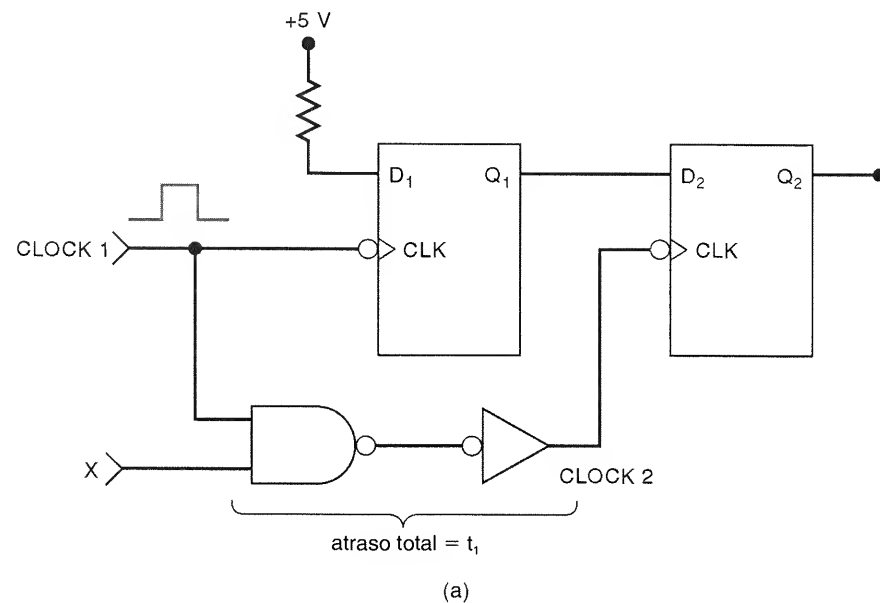 +5 V
D₁ Q₁ D₂ Q₂
CLOCK 1 CLK CLK
X
CLOCK 2
atraso total = t₁
(a)